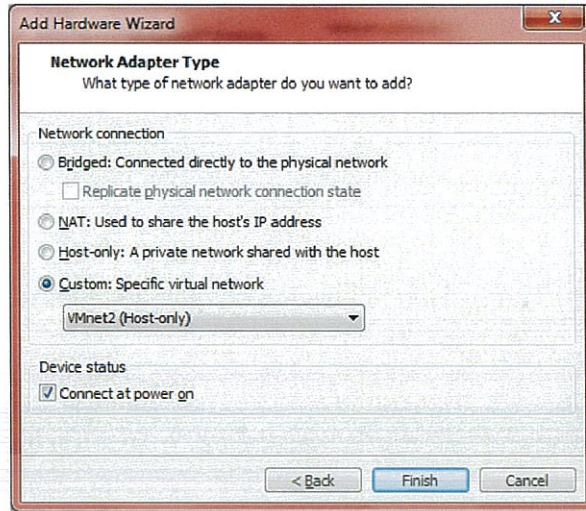 Add Hardware Wizard
Network Adapter Type
What type of network adapter do you want to add?
Network connection
Bridged: Connected directly to the physical network
Replicate physical network connection state
NAT: Used to share the host's IP address
Host-only: A private network shared with the host
Custom: Specific virtual network
VMnet2 (Host-only)
Device status
Connect at power on
< Back Finish Cancel